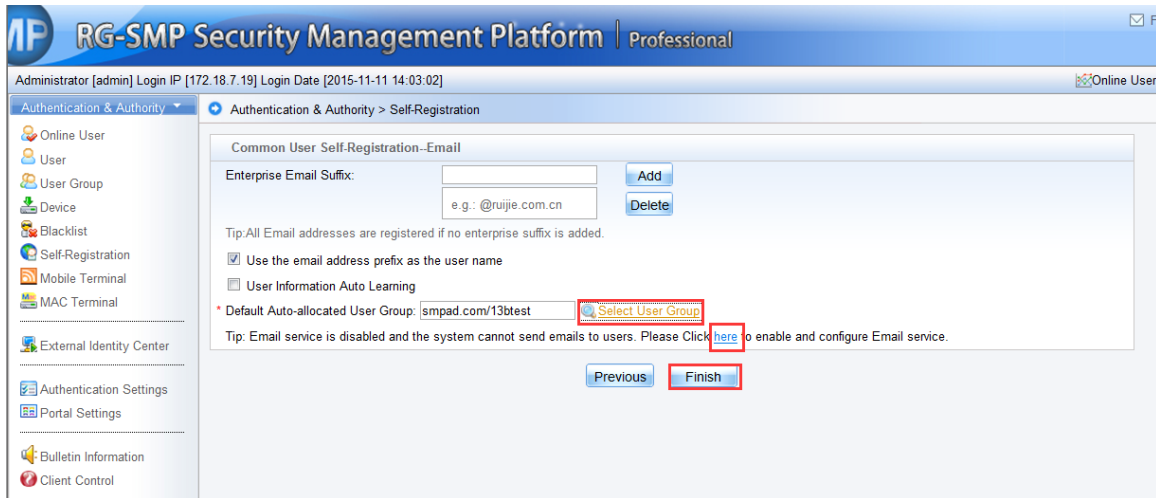 MP RG-SMP Security Management Platform | Professional
Administrator [admin] Login IP [172.18.7.19] Login Date [2015-11-11 14:03:02] Online User
Authentication & Authority
Online User
User
User Group
Device
Blacklist
Self-Registration
Mobile Terminal
MAC Terminal
External Identity Center
Authentication Settings
Portal Settings
Bulletin Information
Client Control
Authentication & Authority > Self-Registration
Common User Self-Registration--Email
Enterprise Email Suffix: Add
e.g.: @ruijie.com.cn Delete
Tip:All Email addresses are registered if no enterprise suffix is added.
Use the email address prefix as the user name
User Information Auto Learning
* Default Auto-allocated User Group: smpad.com/13btest Select User Group
Tip: Email service is disabled and the system cannot send emails to users. Please Click here to enable and configure Email service.
Previous Finish